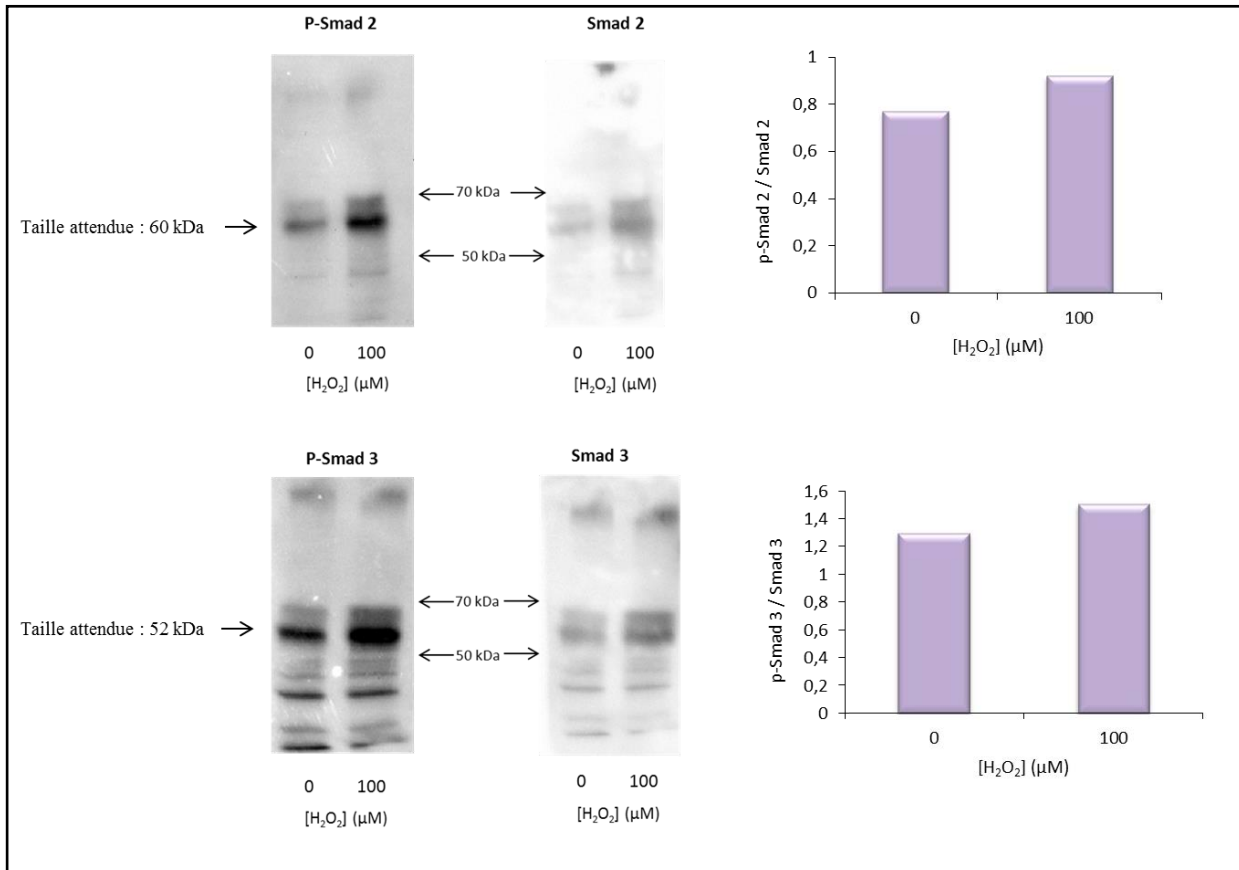 P-Smad 2
Smad 2
Taille attendue : 60 kDa
70 kDa
50 kDa
0 100
[H₂O₂] (µM)
0 100
[H₂O₂] (µM)
p-Smad 2 / Smad 2
1
0,8
0,6
0,4
0,2
0
0 100
[H₂O₂] (µM)
P-Smad 3
Smad 3
Taille attendue : 52 kDa
70 kDa
50 kDa
0 100
[H₂O₂] (µM)
0 100
[H₂O₂] (µM)
p-Smad 3 / Smad 3
1,6
1,4
1,2
1
0,8
0,6
0,4
0,2
0
0 100
[H₂O₂] (µM)